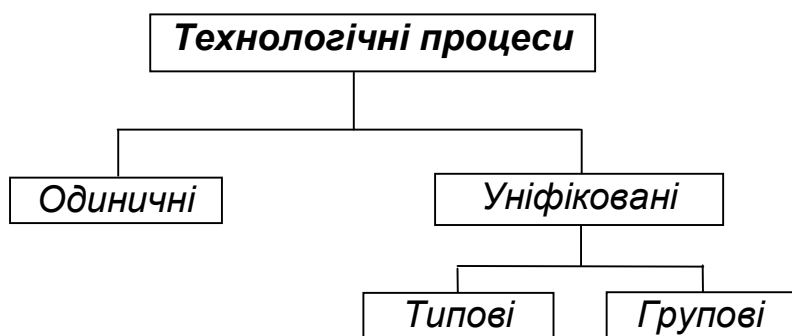 Технологічні процеси
Одиничні
Уніфіковані
Типові
Групові